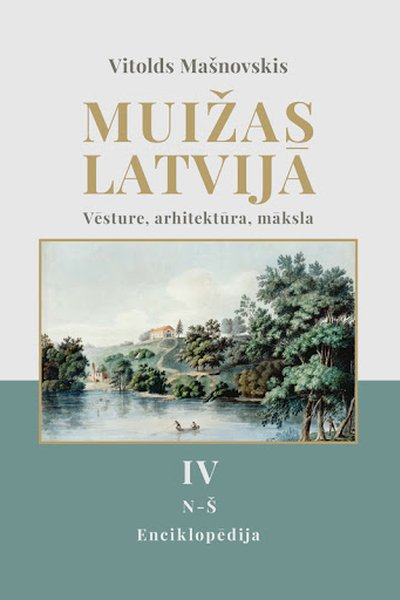 Vitolds Mašnovskis
MUIŽAS
LATVIJĀ
Vēsture, arhitektūra, māksla
IV
N-Š
Enciklopēdija